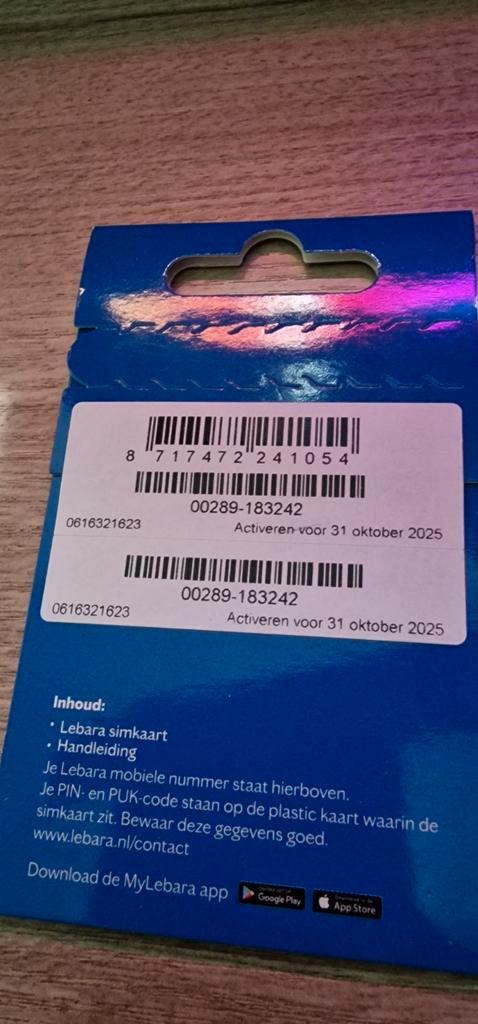 8 717472 241054
00289-183242
0616321623 Activeren voor 31 oktober 2025
00289-183242
0616321623 Activeren voor 31 oktober 2025
Inhoud:
• Lebara simkaart
• Handleiding
Je Lebara mobiele nummer staat hierboven.
Je PIN- en PUK-code staan op de plastic kaart waarin de
simkaart zit. Bewaar deze gegevens goed.
www.lebara.nl/contact
Download de MyLebara app
Google Play
App Store